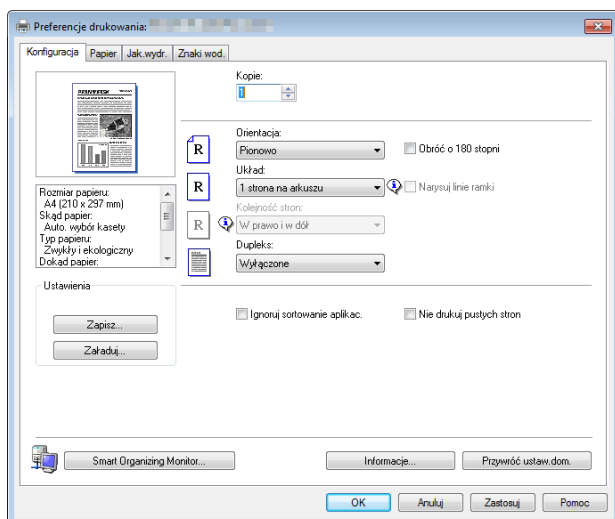 Preferencje drukowania:
Konfiguracja Papier Jak.wydr. Znaki wod.
Kopie:
1
Orientacja:
R Pionowo Obróć o 180 stopni
Układ:
R 1 strona na arkuszu Narysuj linie ramki
Kolejność stron:
R W prawo i w dół
Dupleks:
Wyłączone
Rozmiar papieru:
A4 (210 x 297 mm)
Skąd papier:
Auto. wybór kasety
Typ papieru:
Zwykły i ekologiczny
Dokąd papier:
Ustawienia
Zapisz...
Załaduj...
Ignoruj sortowanie aplikac. Nie drukuj pustych stron
Smart Organizing Monitor... Informacje... Przywróć ustaw.dom.
OK Anuluj Zastosuj Pomoc